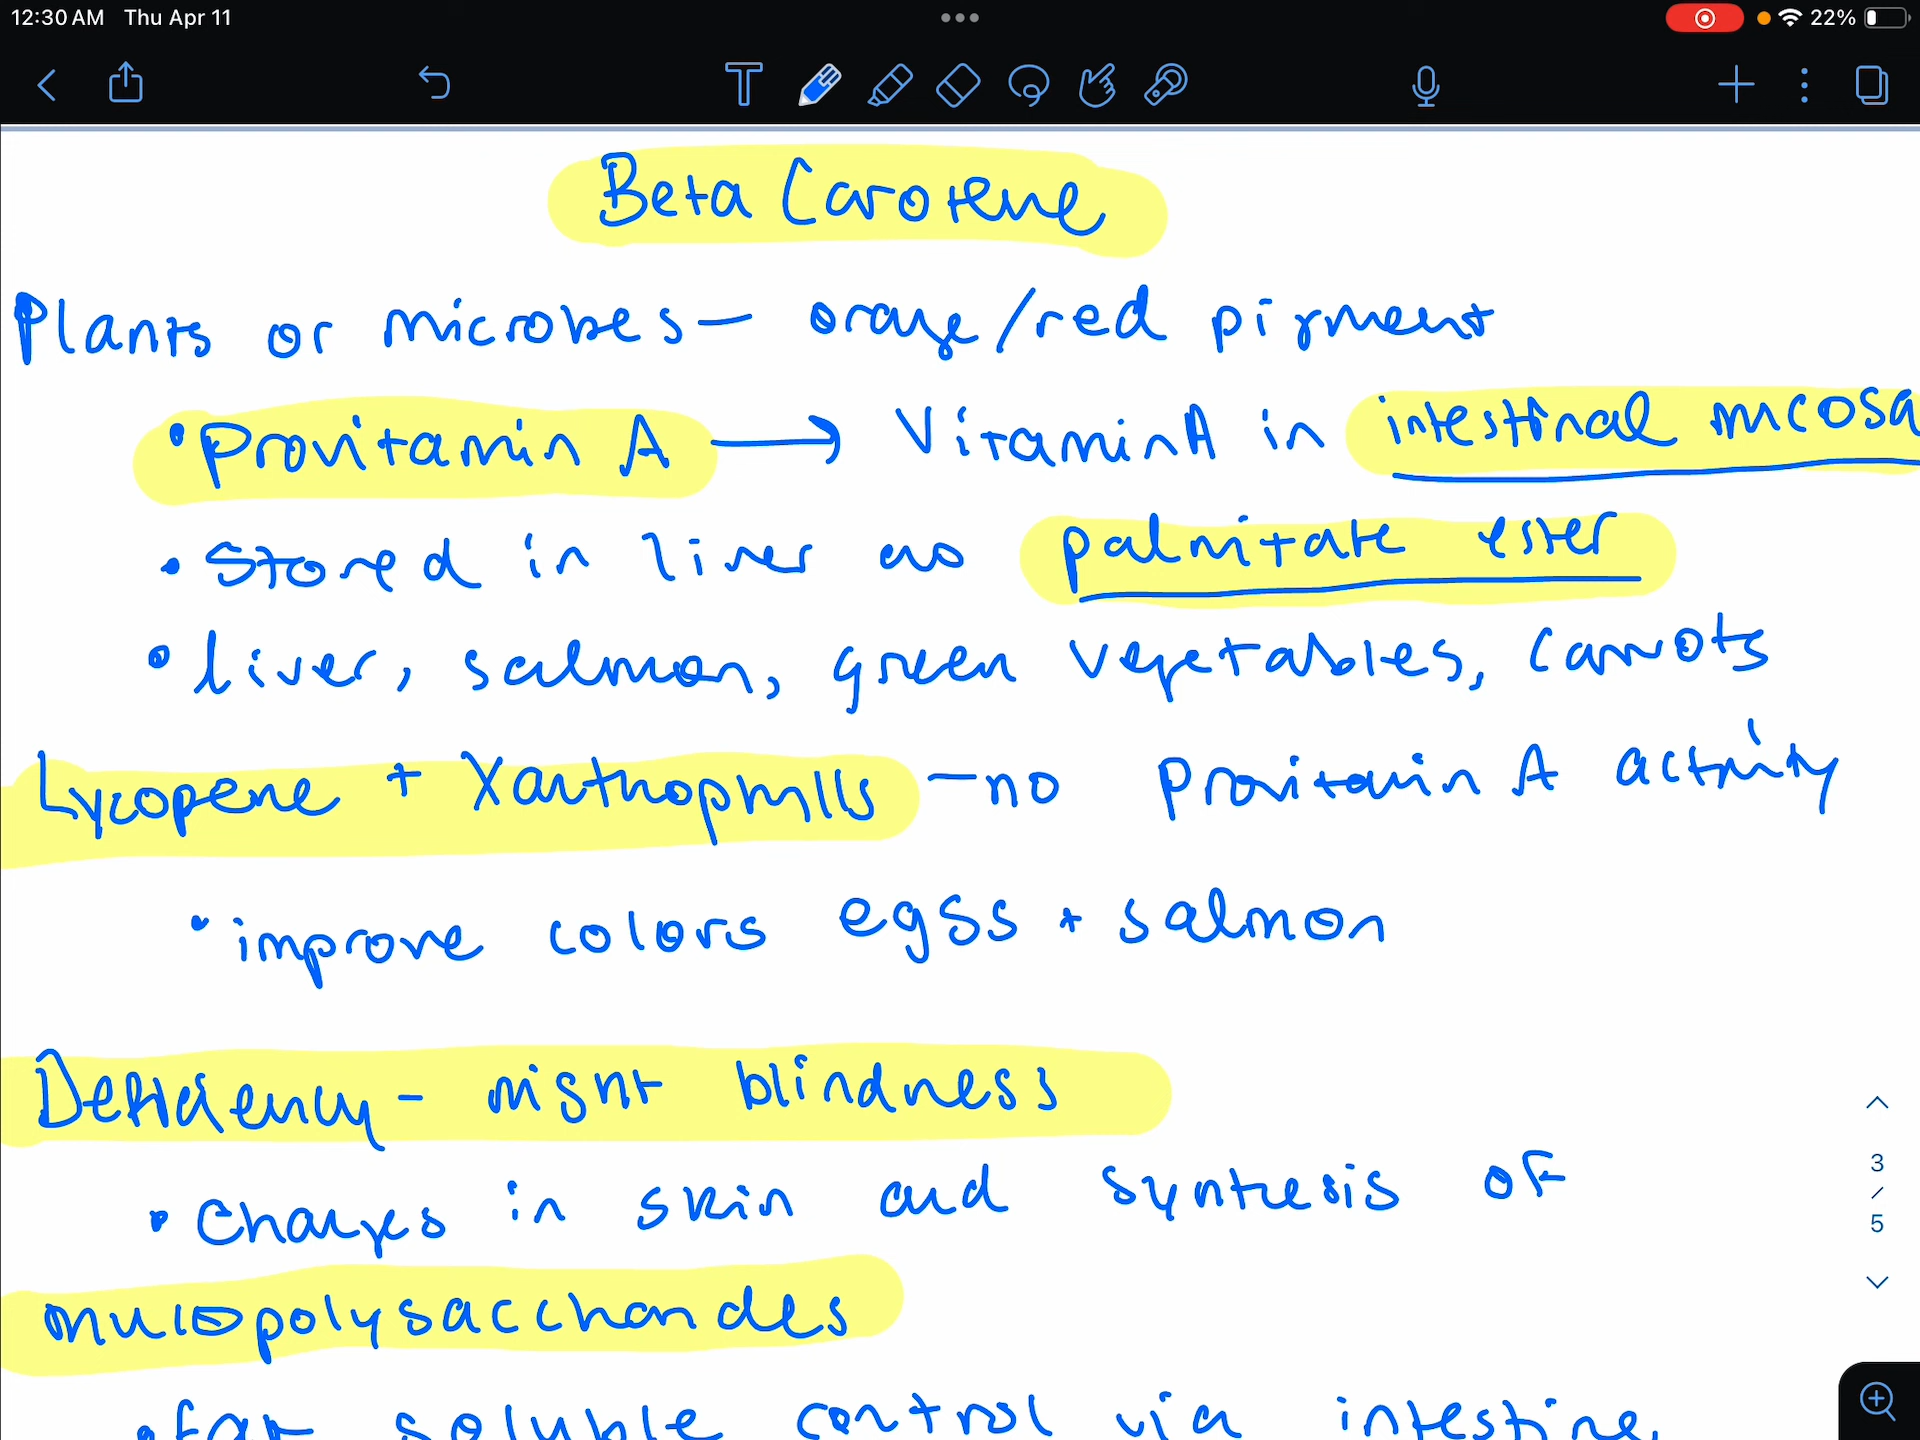 12:30 AM Thu Apr 11
22%
Beta Carotene
Plants or microbes — orange/red pigment
• Provitamin A → Vitamin A in intestinal mucosa
• Stored in liver as palmitate ester
• liver, salmon, green vegetables, carrots
Lycopene + Xanthophylls — no Provitamin A activity
• improve colors eggs + salmon
Deficiency - night blindness
• Changes in skin and synthesis of
mucopolysaccharides
• fat soluble control via intestine
3
/
5